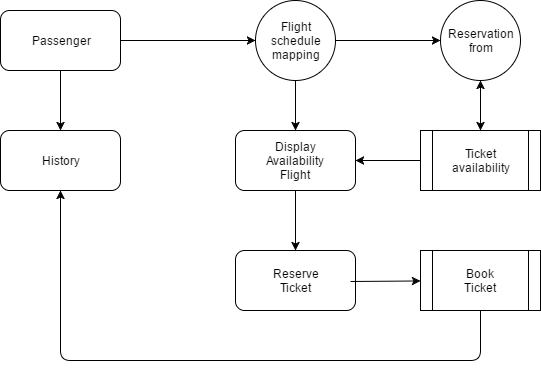 Passenger
Flight
schedule
mapping
Reservation
from
History
Display
Availability
Flight
Ticket
availability
Reserve
Ticket
Book
Ticket